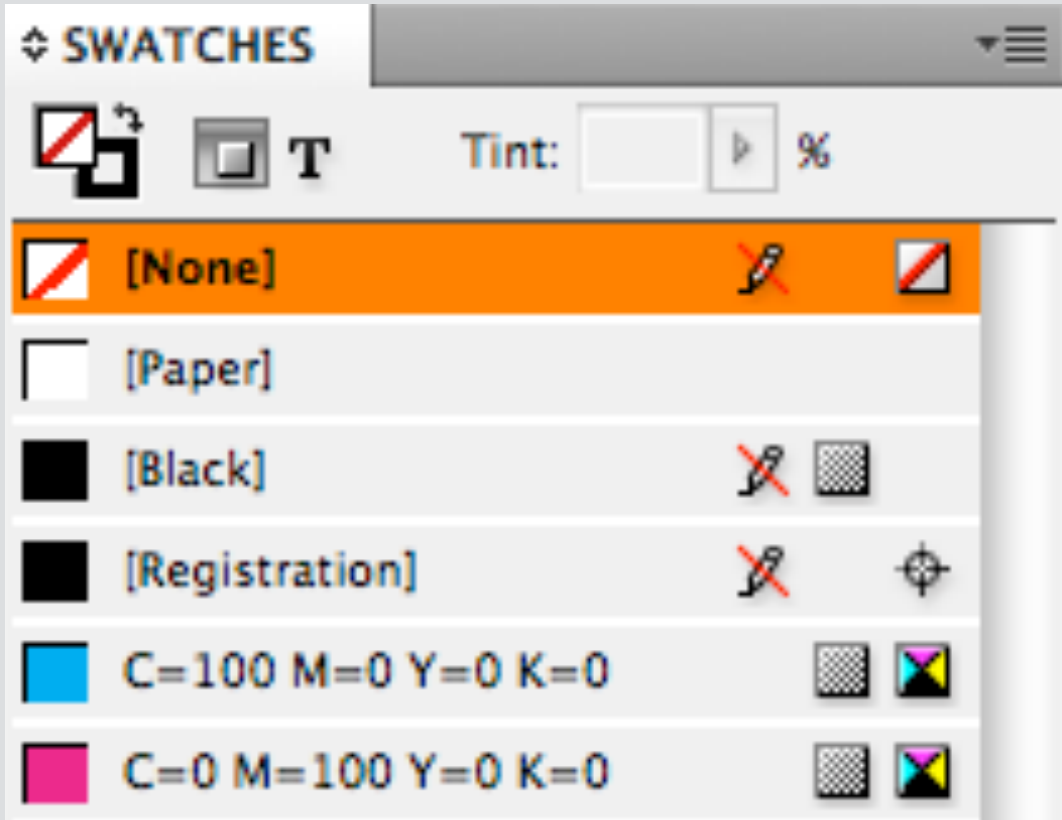 SWATCHES
T Tint: %
[None]
[Paper]
[Black]
[Registration]
C=100 M=0 Y=0 K=0
C=0 M=100 Y=0 K=0